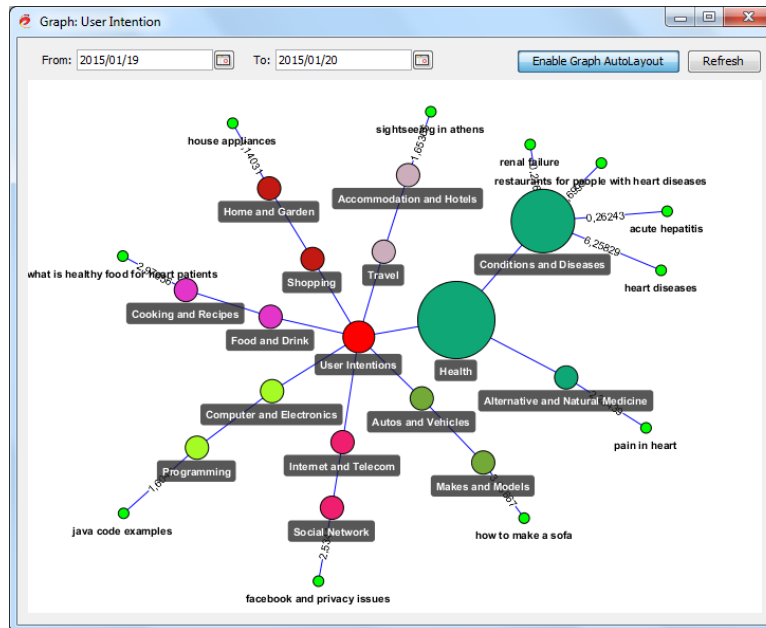 Graph: User Intention
From: 2015/01/19
To: 2015/01/20
Enable Graph AutoLayout
Refresh
sightseeing in athens
house appliances
,14031
renal failure
restaurants for people with heart diseases
Home and Garden
Accommodation and Hotels
0,26243
acute hepatitis
6,25829
Conditions and Diseases
heart diseases
what is healthy food for heart patients
Shopping
Travel
Cooking and Recipes
Food and Drink
User Intentions
Health
Alternative and Natural Medicine
Computer and Electronics
Autos and Vehicles
pain in heart
Programming
Internet and Telecom
Makes and Models
java code examples
Social Network
how to make a sofa
facebook and privacy issues